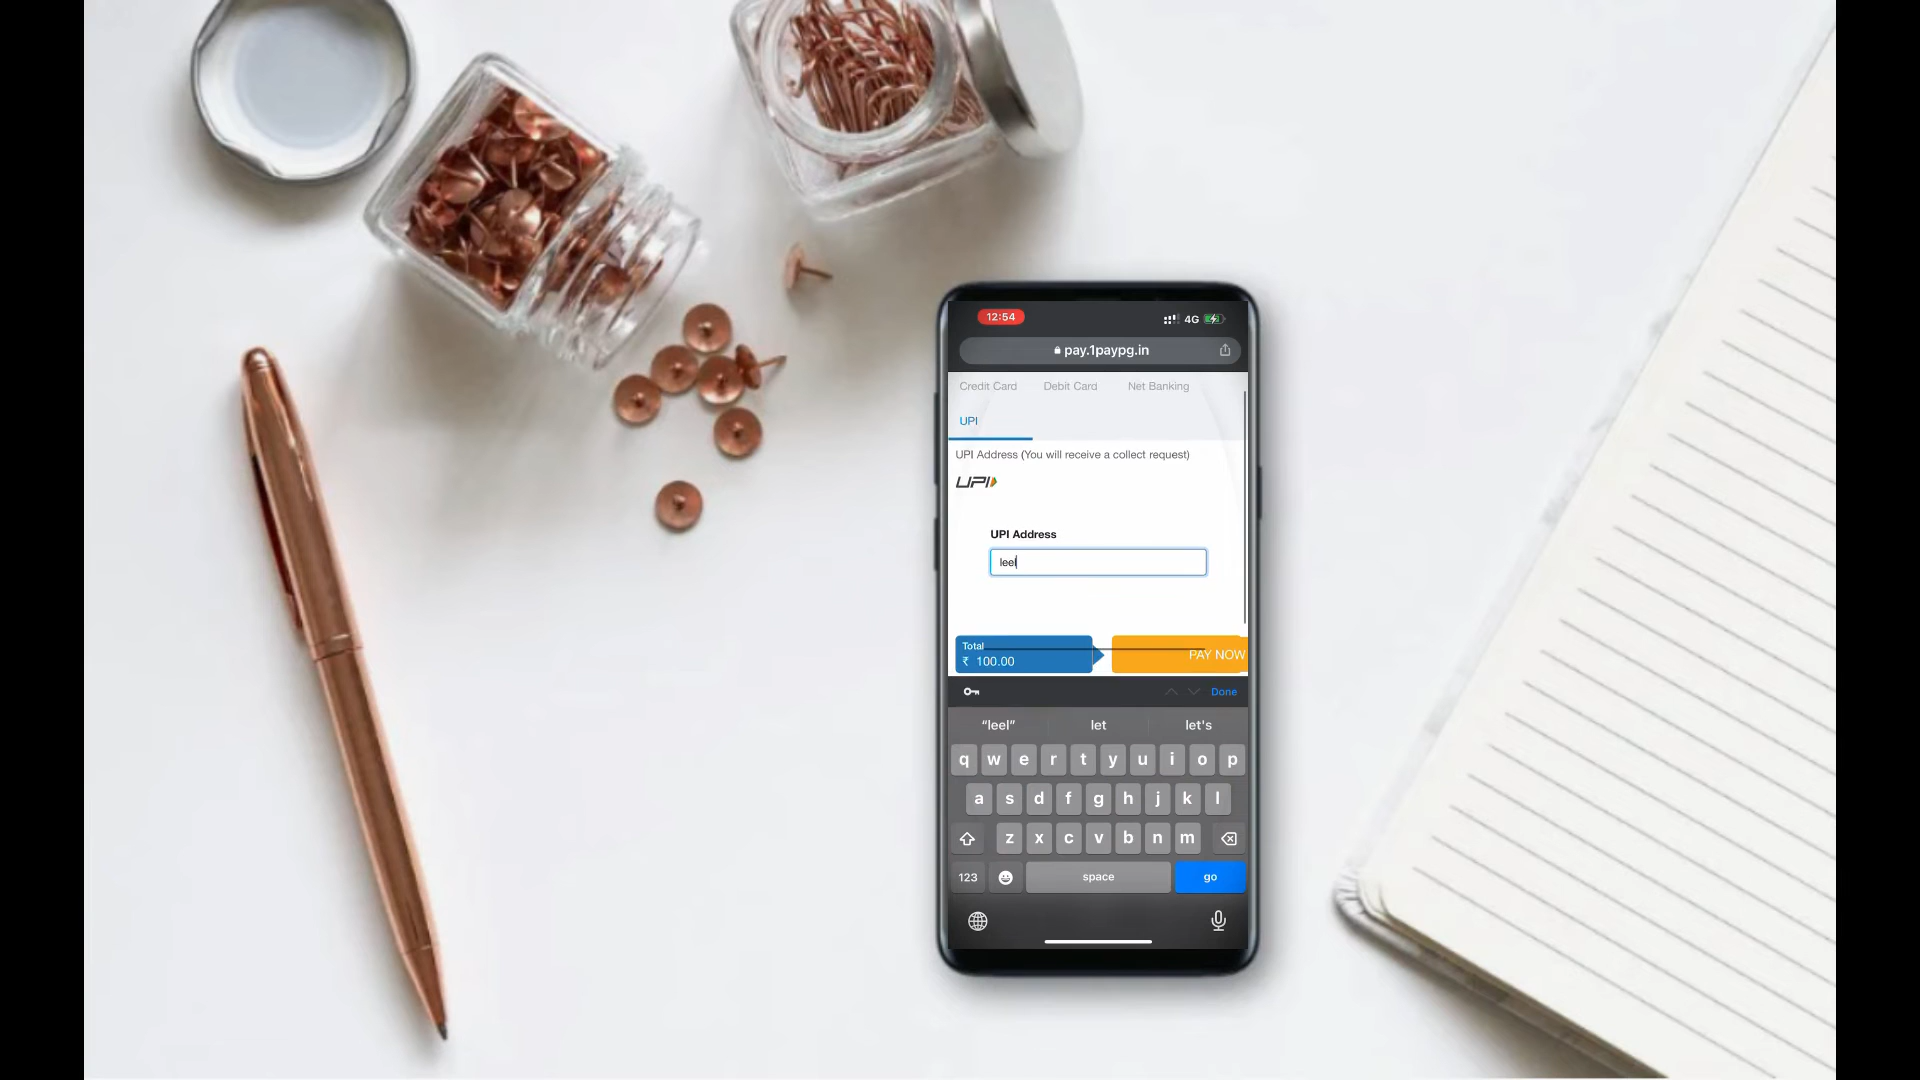 12:54
4G
pay.1paypg.in
Credit Card Debit Card Net Banking
UPI
UPI Address (You will receive a collect request)
UPI
UPI Address
leel
Total
₹ 100.00
PAY NOW
Done
“leel” let let's
q w e r t y u i o p
a s d f g h j k l
z x c v b n m
123 space go